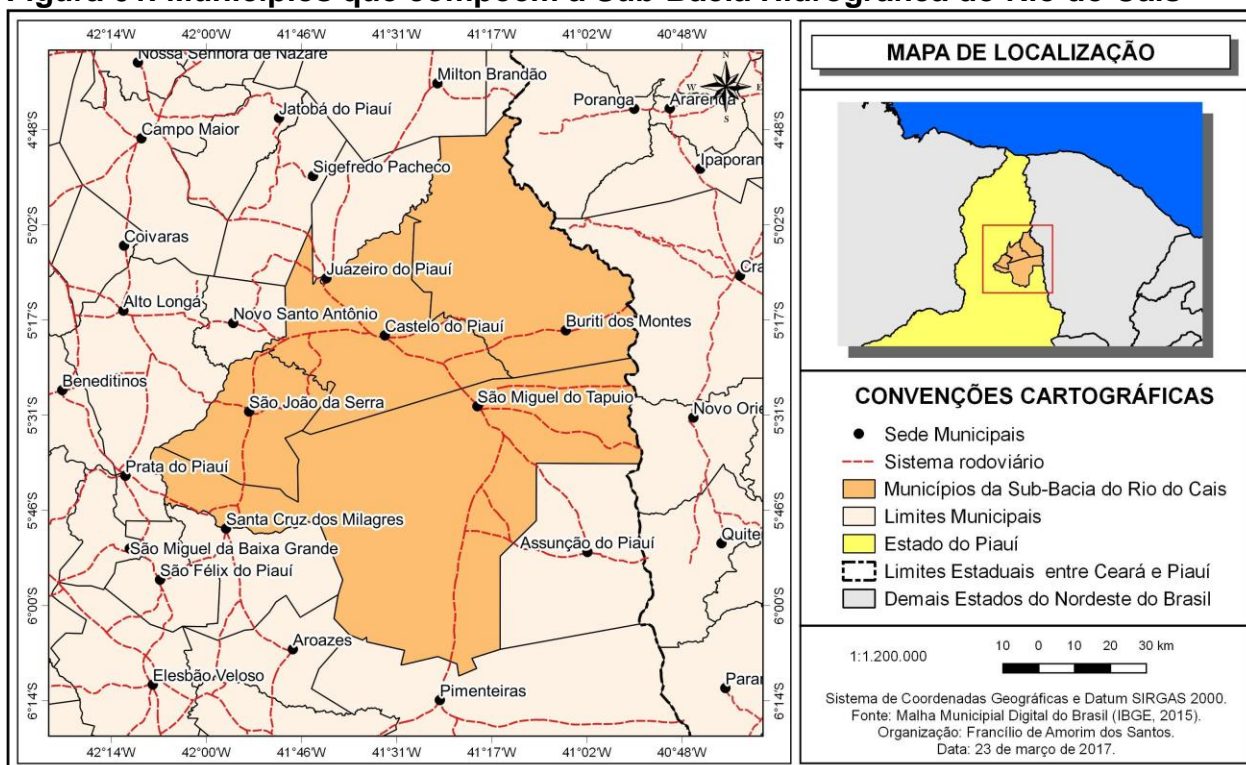 Figura 01: Municípios que compõem a Sub-Bacia Hidrográfica do Rio do Cais
42°14'W 42°00'W 41°46'W 41°31'W 41°17'W 41°02'W 40°48'W
Nossa Senhora de Nazaré
Milton Brandão
Poranga
Ararendá
N
W E
S
Jatobá do Piauí
Campo Maior
4°48'S
4°48'S
Sigefredo Pacheco
Ipaporan
5°02'S
5°02'S
Coivaras
Juazeiro do Piauí
Cra
Alto Longá
Novo Santo Antônio
Castelo do Piauí
Buriti dos Montes
5°17'S
5°17'S
Beneditinos
São João da Serra
São Miguel do Tapuio
Novo Orie
5°31'S
5°31'S
Prata do Piauí
5°46'S
5°46'S
Santa Cruz dos Milagres
São Miguel da Baixa Grande
Assunção do Piauí
Quite
São Félix do Piauí
6°00'S
6°00'S
Aroazes
Elesbão Veloso
Pimenteiras
Paran
6°14'S
6°14'S
42°14'W 42°00'W 41°46'W 41°31'W 41°17'W 41°02'W 40°48'W
MAPA DE LOCALIZAÇÃO
CONVENÇÕES CARTOGRÁFICAS
Sede Municipais
Sistema rodoviário
Municípios da Sub-Bacia do Rio do Cais
Limites Municipais
Estado do Piauí
Limites Estaduais entre Ceará e Piauí
Demais Estados do Nordeste do Brasil
1:1.200.000
10 0 10 20 30 km
Sistema de Coordenadas Geográficas e Datum SIRGAS 2000.
Fonte: Malha Municipal Digital do Brasil (IBGE, 2015).
Organização: Francílio de Amorim dos Santos.
Data: 23 de março de 2017.